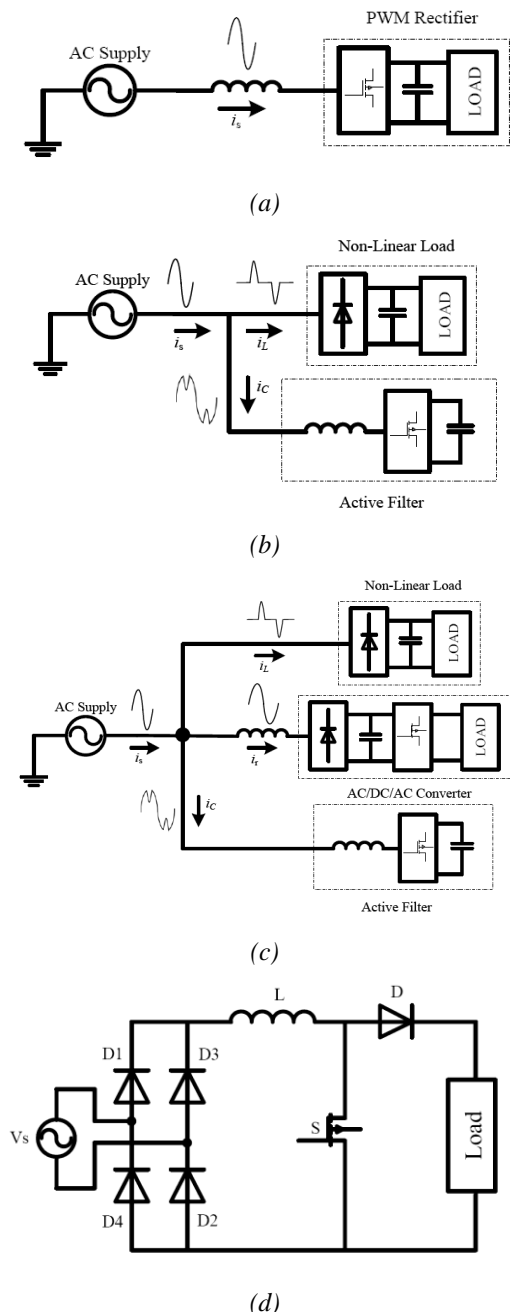 PWM Rectifier
AC Supply
LOAD
is
(a)
Non-Linear Load
AC Supply
LOAD
is
iL
iC
Active Filter
(b)
Non-Linear Load
LOAD
iL
AC Supply
is
ir
LOAD
AC/DC/AC Converter
iC
Active Filter
(c)
L
D
D1
D3
Vs
S
Load
D4
D2
(d)